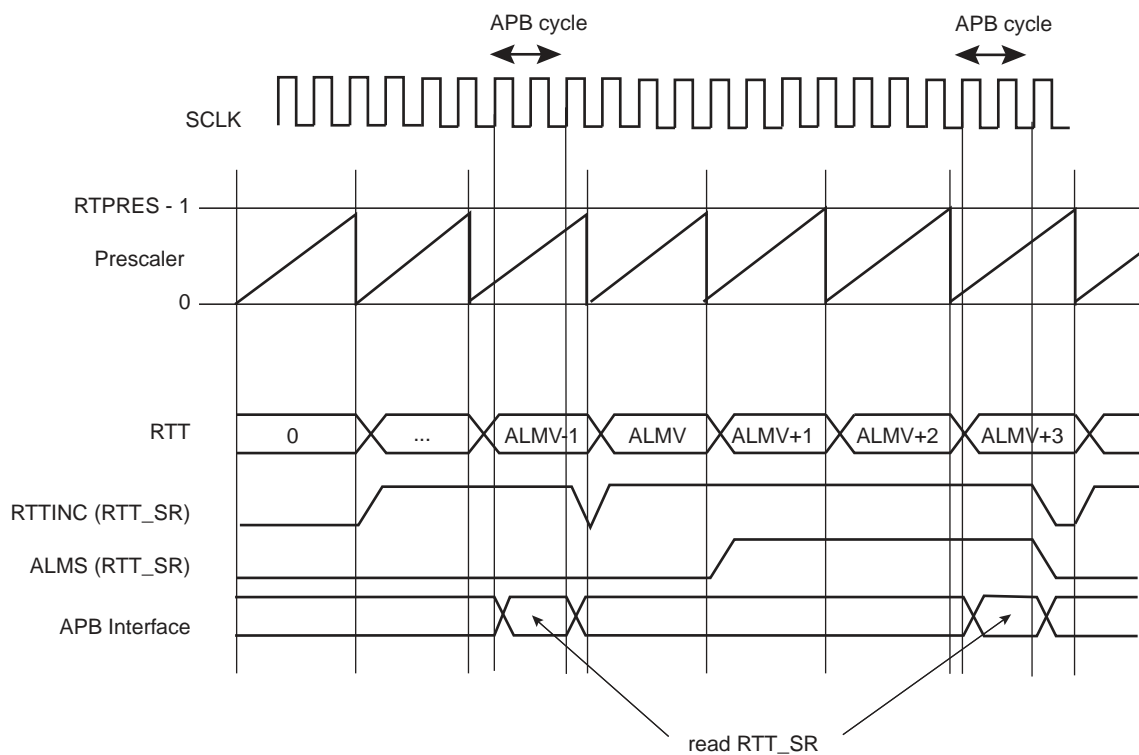 APB cycle APB cycle
SCLK
RTPRES - 1
Prescaler
0
RTT 0 ... ALMV-1 ALMV ALMV+1 ALMV+2 ALMV+3
RTTINC (RTT_SR)
ALMS (RTT_SR)
APB Interface
read RTT_SR